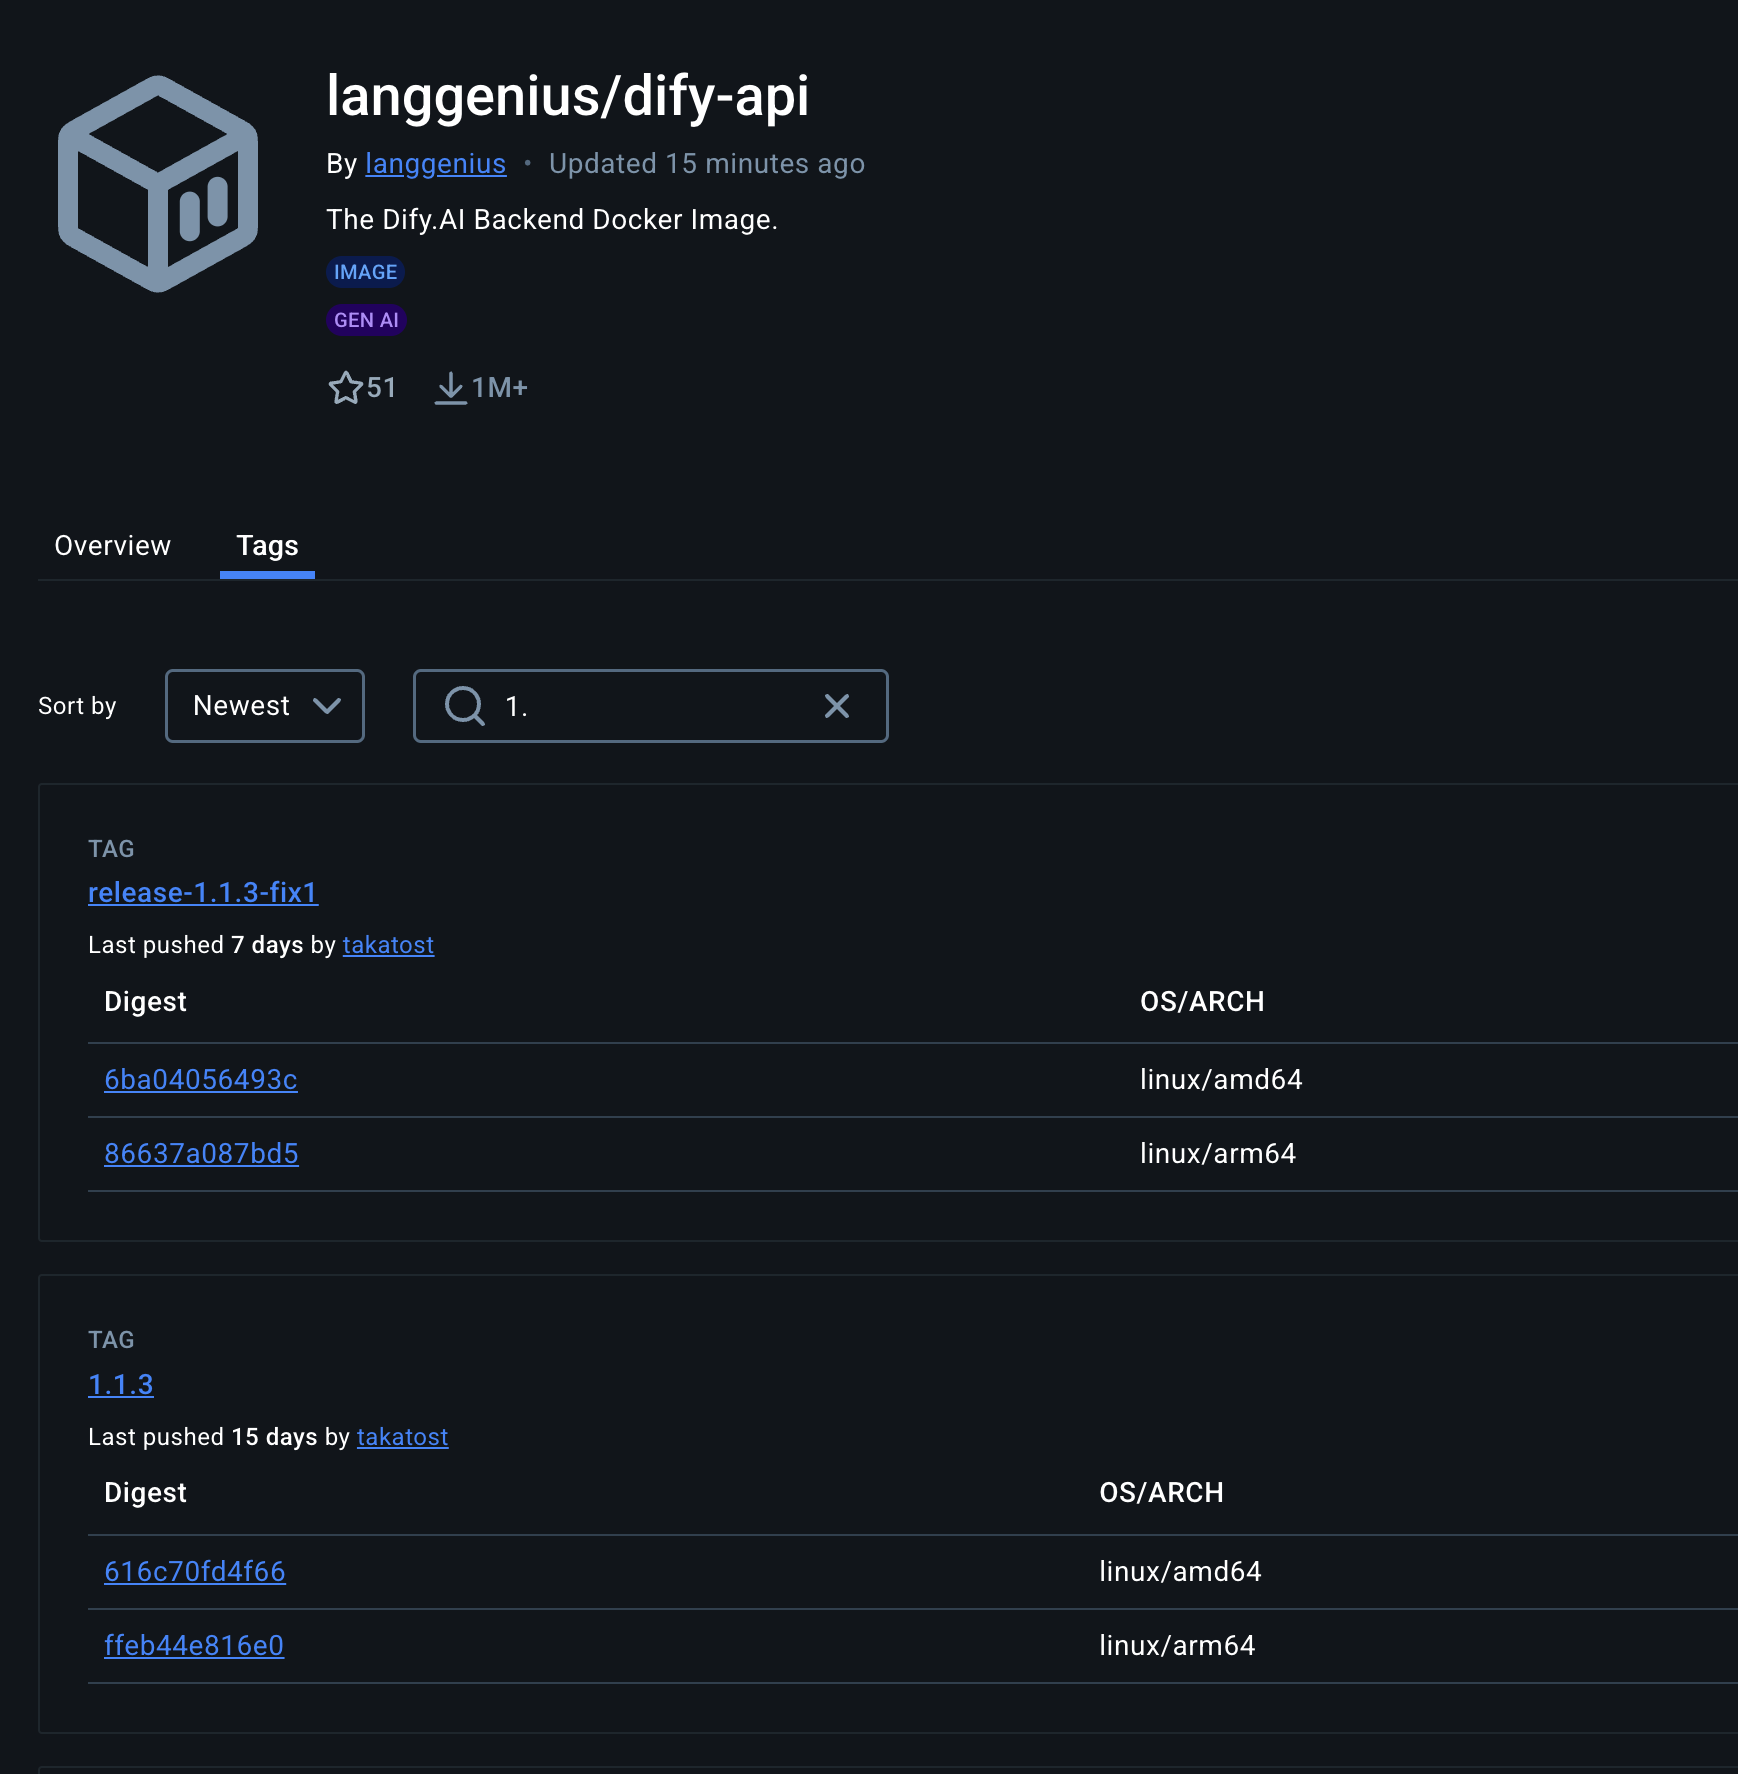 langgenius/dify-api
By langgenius • Updated 15 minutes ago
The Dify.AI Backend Docker Image.
IMAGE
GEN AI
51 1M+
Overview Tags
Sort by Newest 1.
TAG
release-1.1.3-fix1
Last pushed 7 days by takatost
Digest OS/ARCH
6ba04056493c linux/amd64
86637a087bd5 linux/arm64
TAG
1.1.3
Last pushed 15 days by takatost
Digest OS/ARCH
616c70fd4f66 linux/amd64
ffeb44e816e0 linux/arm64